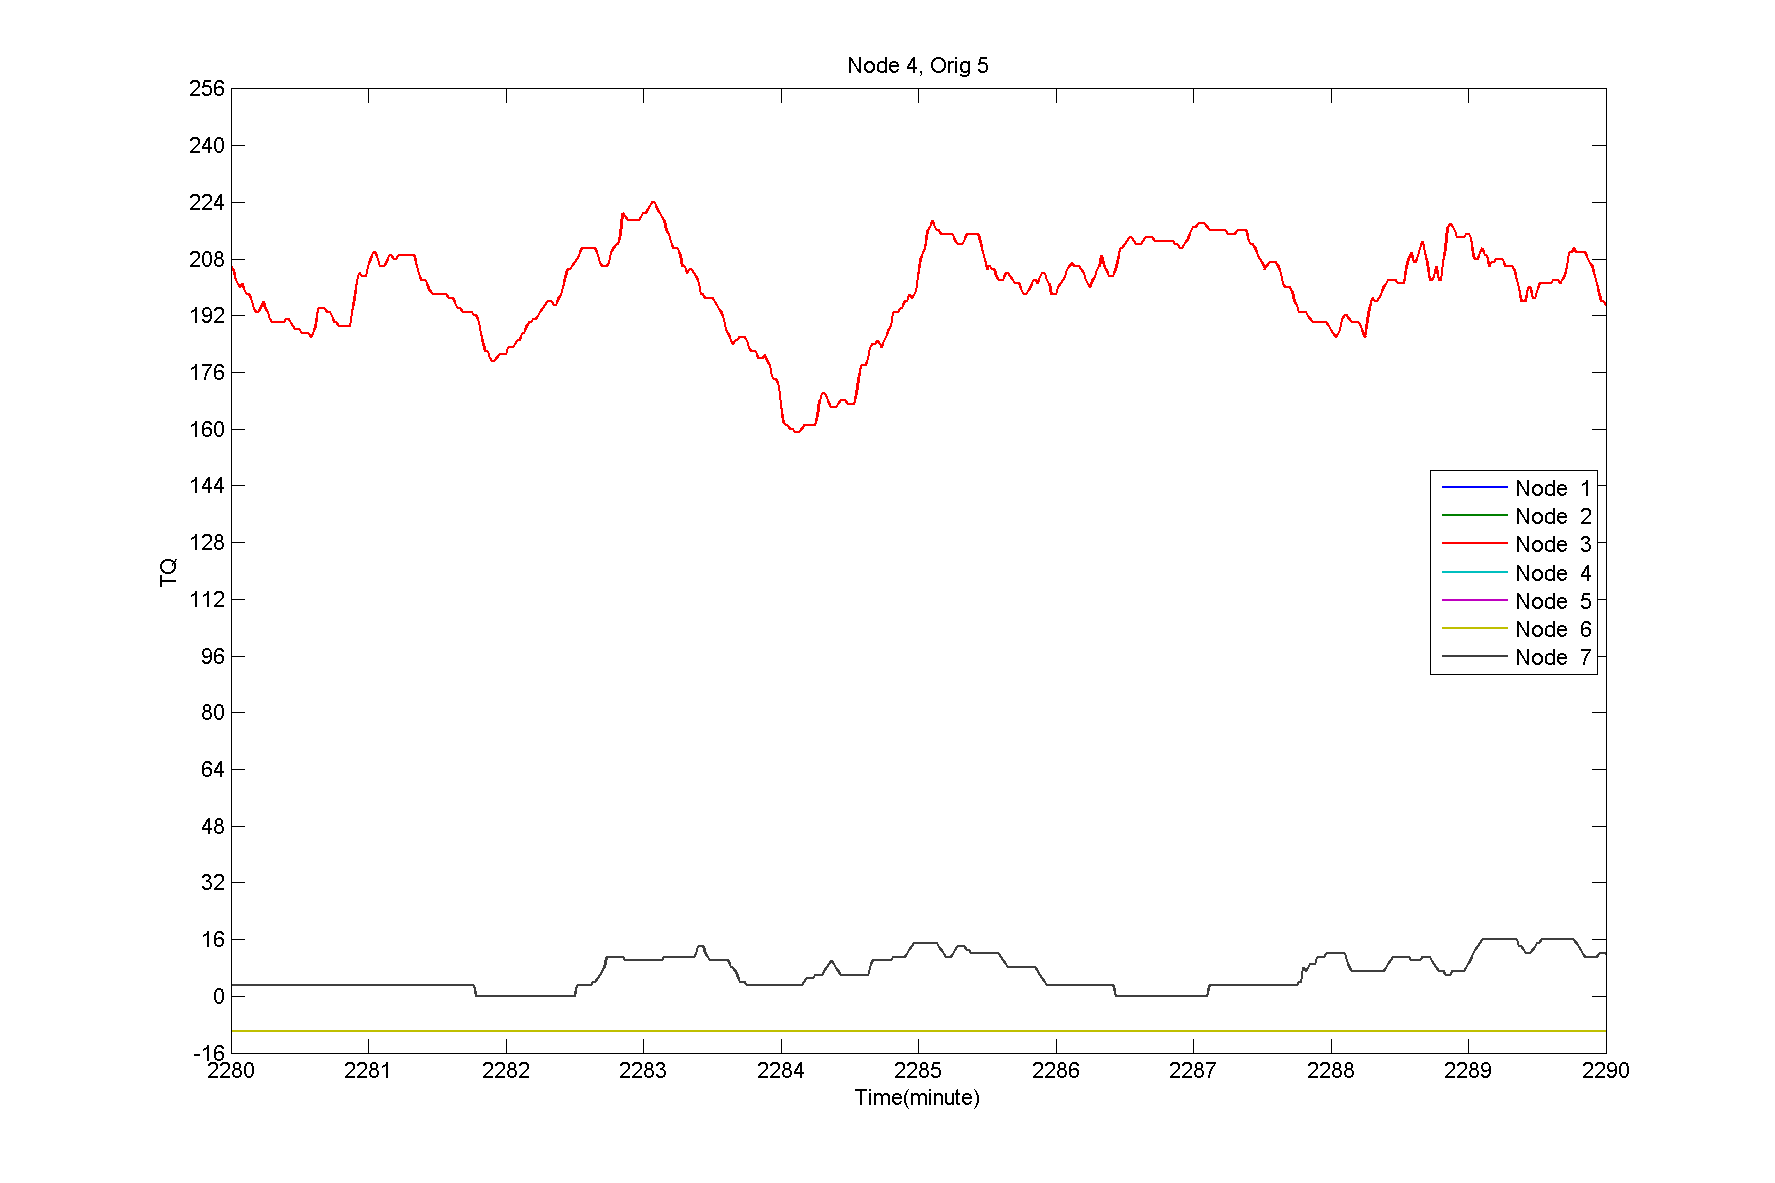 Node 4, Orig 5
256
240
224
208
192
176
160
144
128
112
96
80
64
48
32
16
0
-16
TQ
Node 1
Node 2
Node 3
Node 4
Node 5
Node 6
Node 7
2280 2281 2282 2283 2284 2285 2286 2287 2288 2289 2290
Time(minute)